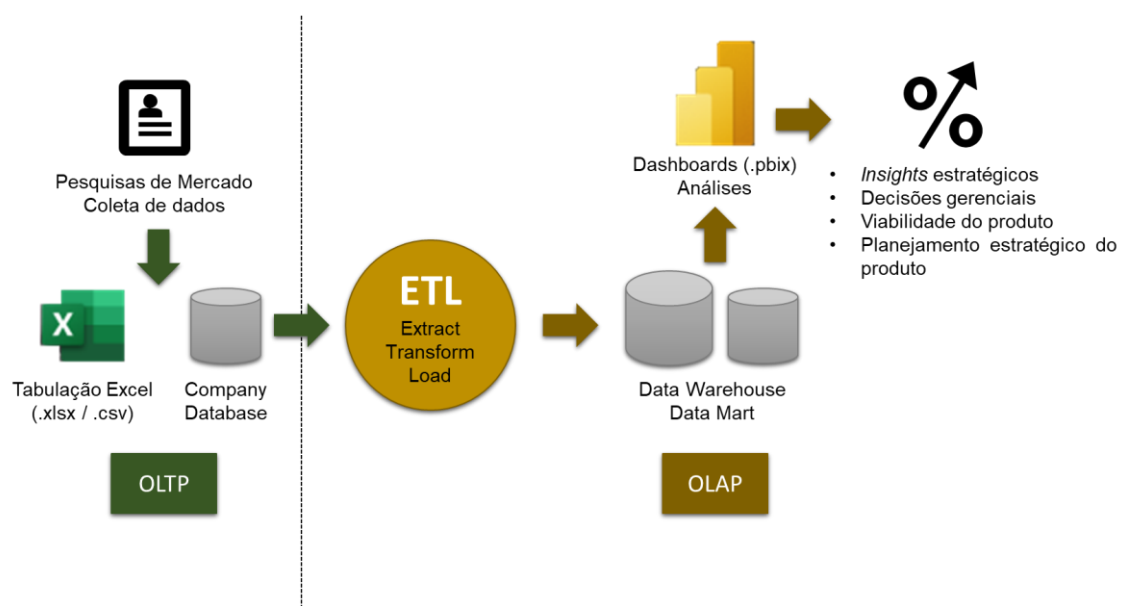 Pesquisas de Mercado
Coleta de dados
X
Tabulação Excel
(.xlsx / .csv)
Company
Database
OLTP
ETL
Extract
Transform
Load
Data Warehouse
Data Mart
OLAP
Dashboards (.pbix)
Análises
%
• Insights estratégicos
• Decisões gerenciais
• Viabilidade do produto
• Planejamento estratégico do
produto